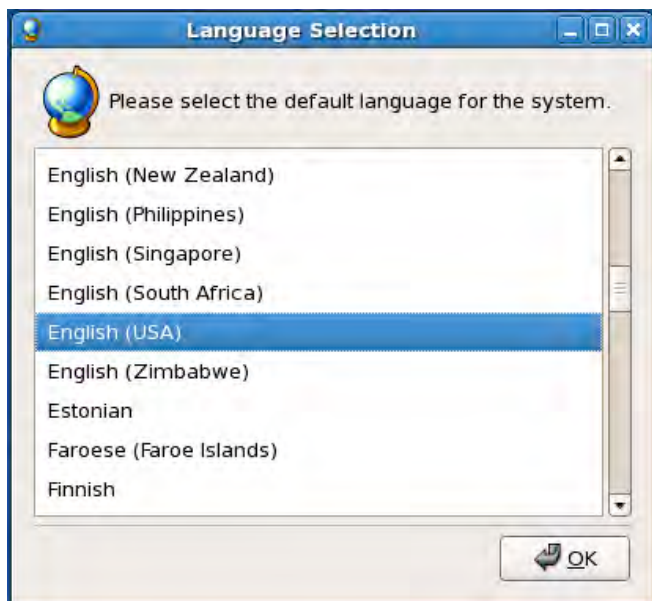 Language Selection
Please select the default language for the system.
English (New Zealand)
English (Philippines)
English (Singapore)
English (South Africa)
English (USA)
English (Zimbabwe)
Estonian
Faroese (Faroe Islands)
Finnish
OK